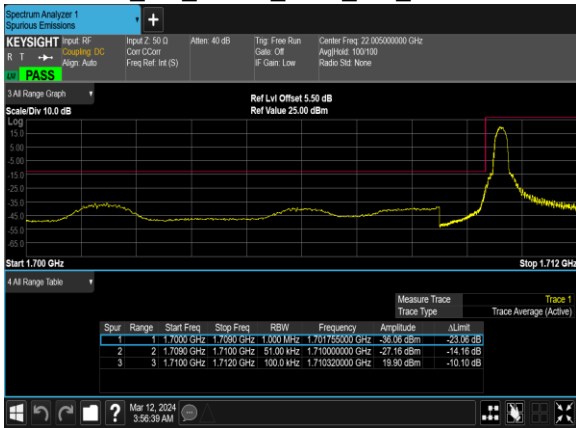 Spectrum Analyzer 1
Spurious Emissions
KEYSIGHT Input: RF
R T Coupling: DC
Align: Auto
Input Z: 50 Ω
Corr CCorr
Freq Ref: Int (S)
Atten: 40 dB
Trig: Free Run
Gate: Off
IF Gain: Low
Center Freq: 22.005000000 GHz
Avg|Hold: 100/100
Radio Std: None
PASS
3 All Range Graph
Scale/Div 10.0 dB
Ref Lvl Offset 5.50 dB
Ref Value 25.00 dBm
Log
15.0
5.00
-5.00
-15.0
-25.0
-35.0
-45.0
-55.0
-65.0
Start 1.700 GHz
Stop 1.712 GHz
4 All Range Table
Measure Trace Trace 1
Trace Type Trace Average (Active)
Spur Range Start Freq Stop Freq RBW Frequency Amplitude ΔLimit
1 1 1.7000 GHz 1.7090 GHz 1.000 MHz 1.701755000 GHz -36.06 dBm -23.06 dB
2 2 1.7090 GHz 1.7100 GHz 51.00 kHz 1.710000000 GHz -27.16 dBm -14.16 dB
3 3 1.7100 GHz 1.7120 GHz 100.0 kHz 1.710320000 GHz 19.90 dBm -10.10 dB
?
Mar 12, 2024
3:56:39 AM